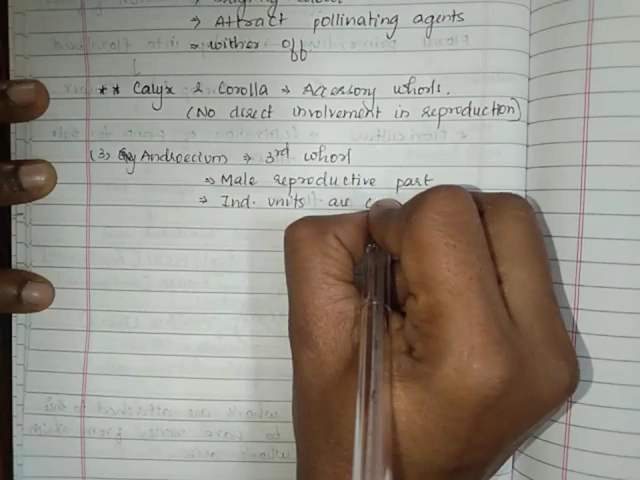 → Attract pollinating agents
→ wither off.
** Calyx & Corolla → Accessory whorls.
(No direct involvement in reproduction)
(3) Androecium → 3rd whorl
→ Male reproductive part
→ Ind. units are